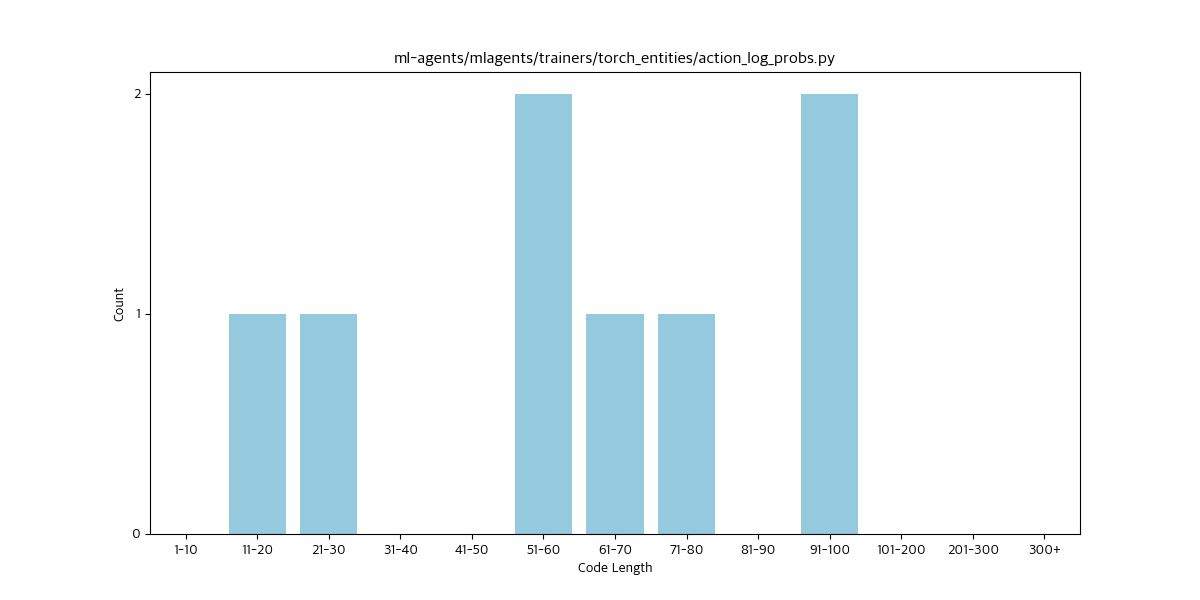 ml-agents/mlagents/trainers/torch_entities/action_log_probs.py
2
1
0
Count
1-10 11-20 21-30 31-40 41-50 51-60 61-70 71-80 81-90 91-100 101-200 201-300 300+
Code Length